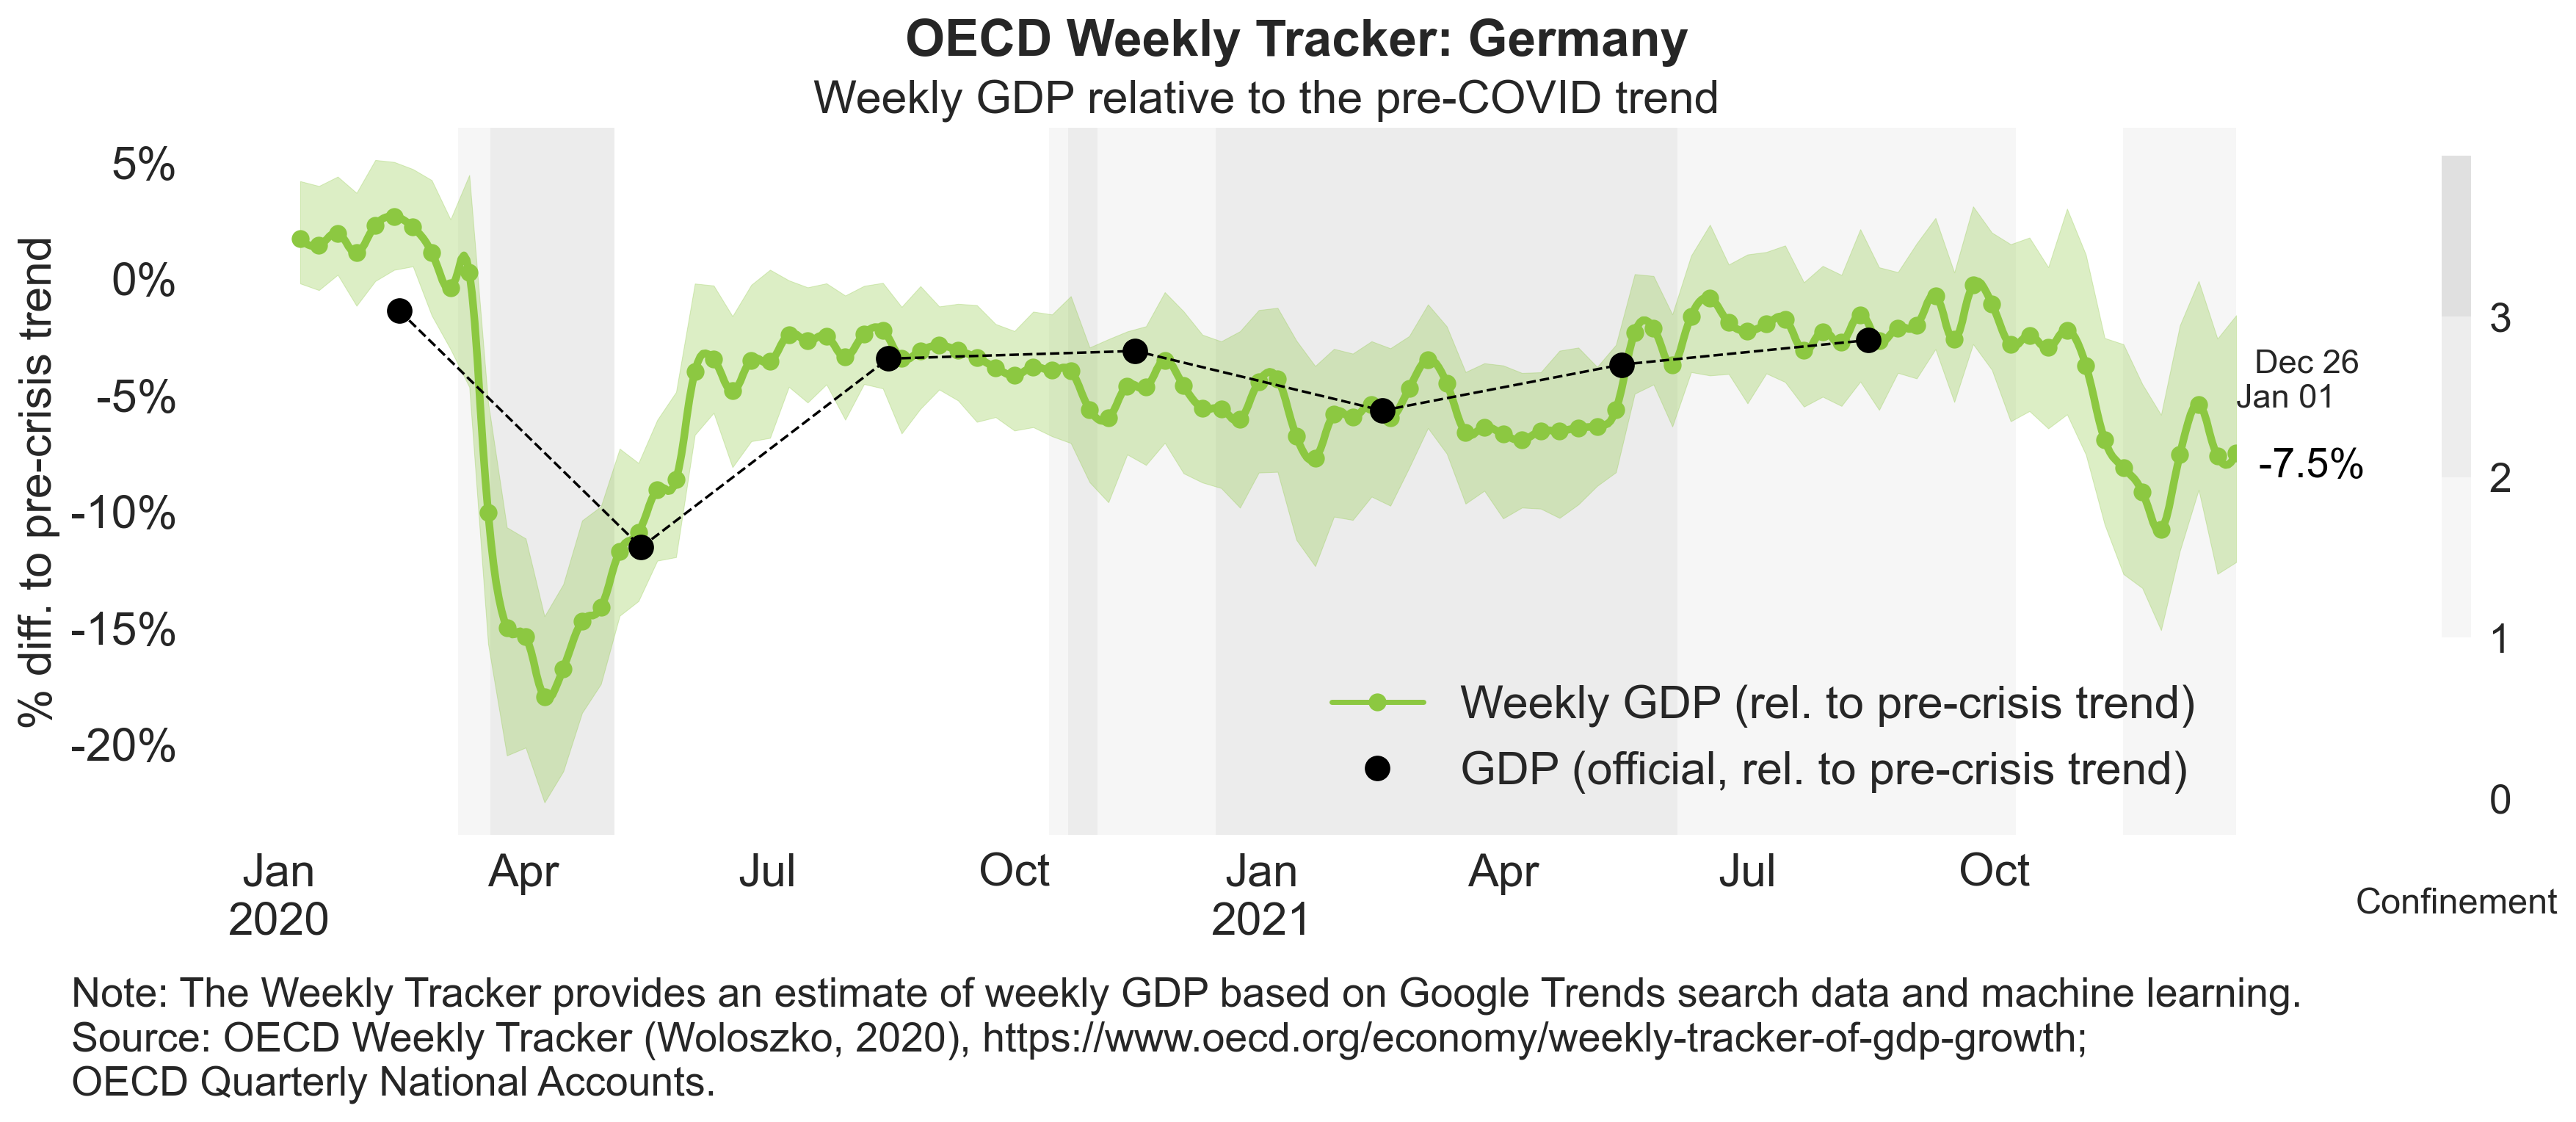 OECD Weekly Tracker: Germany
Weekly GDP relative to the pre-COVID trend
% diff. to pre-crisis trend
5%
0%
-5%
-10%
-15%
-20%
Dec 26
Jan 01
-7.5%
3
2
1
0
Confinement
Weekly GDP (rel. to pre-crisis trend)
GDP (official, rel. to pre-crisis trend)
Jan Apr Jul Oct Jan Apr Jul Oct
2020 2021
Note: The Weekly Tracker provides an estimate of weekly GDP based on Google Trends search data and machine learning.
Source: OECD Weekly Tracker (Woloszko, 2020), https://www.oecd.org/economy/weekly-tracker-of-gdp-growth;
OECD Quarterly National Accounts.